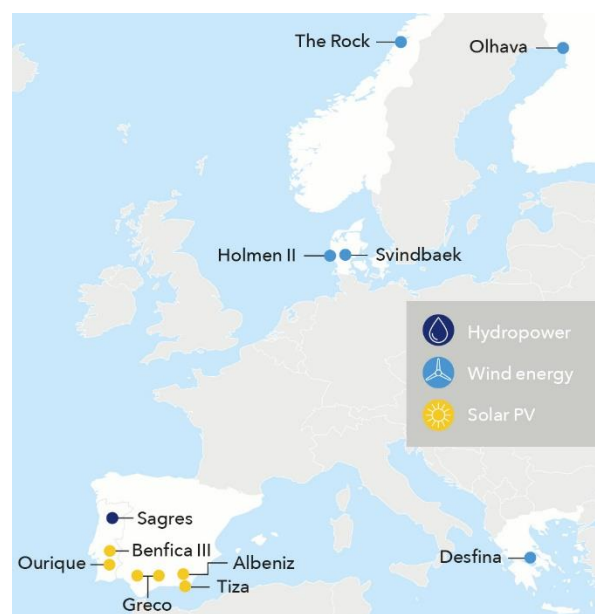 The Rock
Olhava
Holmen II
Svindbaek
Hydropower
Wind energy
Solar PV
Sagres
Benfica III
Ourique
Albeniz
Desfina
Tiza
Greco